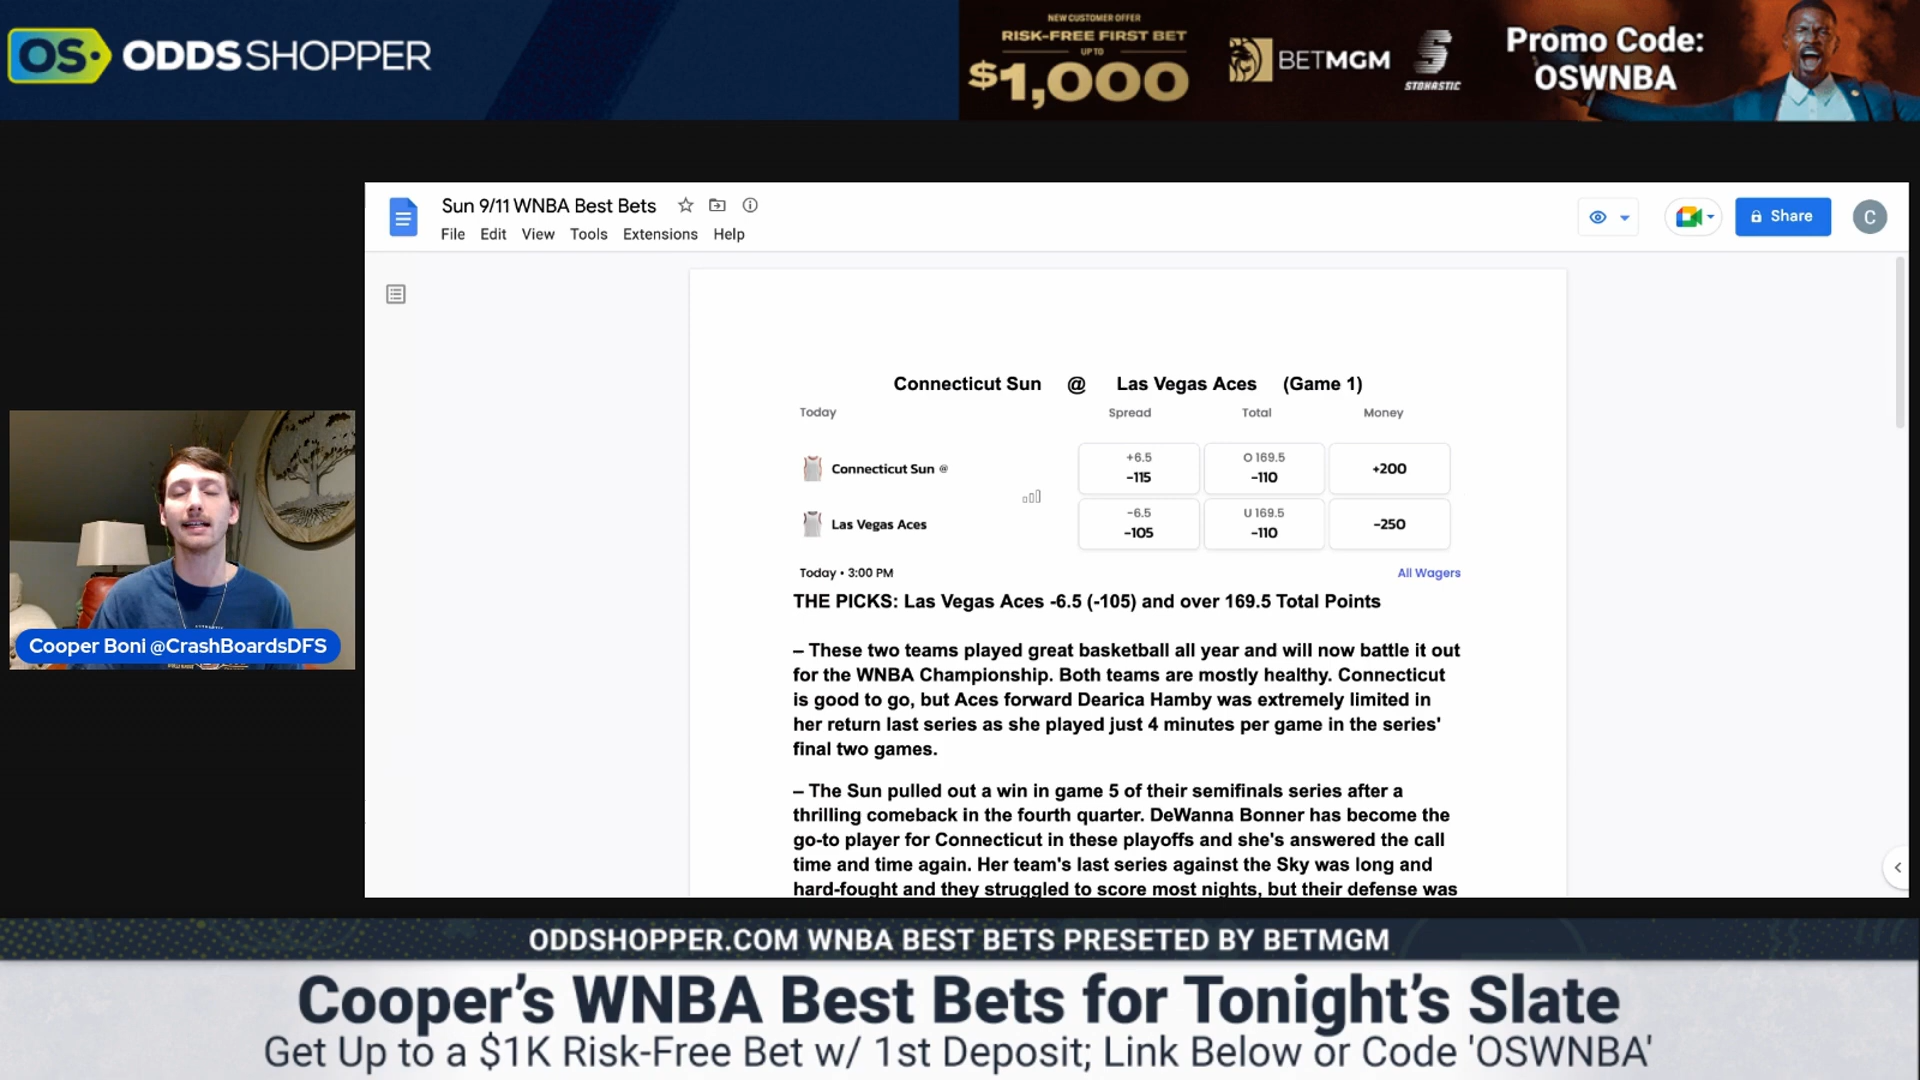 OS.
ODDSSHOPPER
NEW CUSTOMER OFFER
RISK-FREE FIRST BET
UP TO
$1,000
BETMGM
STOKASTIC
Promo Code:
OSWNBA
Sun 9/11 WNBA Best Bets
File Edit View Tools Extensions Help
Share
C
Connecticut Sun @ Las Vegas Aces (Game 1)
Today Spread Total Money
Connecticut Sun @
+6.5
-115
O 169.5
-110
+200
Las Vegas Aces
-6.5
-105
U 169.5
-110
-250
Today • 3:00 PM All Wagers
THE PICKS: Las Vegas Aces -6.5 (-105) and over 169.5 Total Points
– These two teams played great basketball all year and will now battle it out
for the WNBA Championship. Both teams are mostly healthy. Connecticut
is good to go, but Aces forward Dearica Hamby was extremely limited in
her return last series as she played just 4 minutes per game in the series'
final two games.
– The Sun pulled out a win in game 5 of their semifinals series after a
thrilling comeback in the fourth quarter. DeWanna Bonner has become the
go-to player for Connecticut in these playoffs and she's answered the call
time and time again. Her team's last series against the Sky was long and
hard-fought and they struggled to score most nights, but their defense was
Cooper Boni @CrashBoardsDFS
ODDSHOPPER.COM WNBA BEST BETS PRESETED BY BETMGM
Cooper’s WNBA Best Bets for Tonight’s Slate
Get Up to a $1K Risk-Free Bet w/ 1st Deposit; Link Below or Code 'OSWNBA'